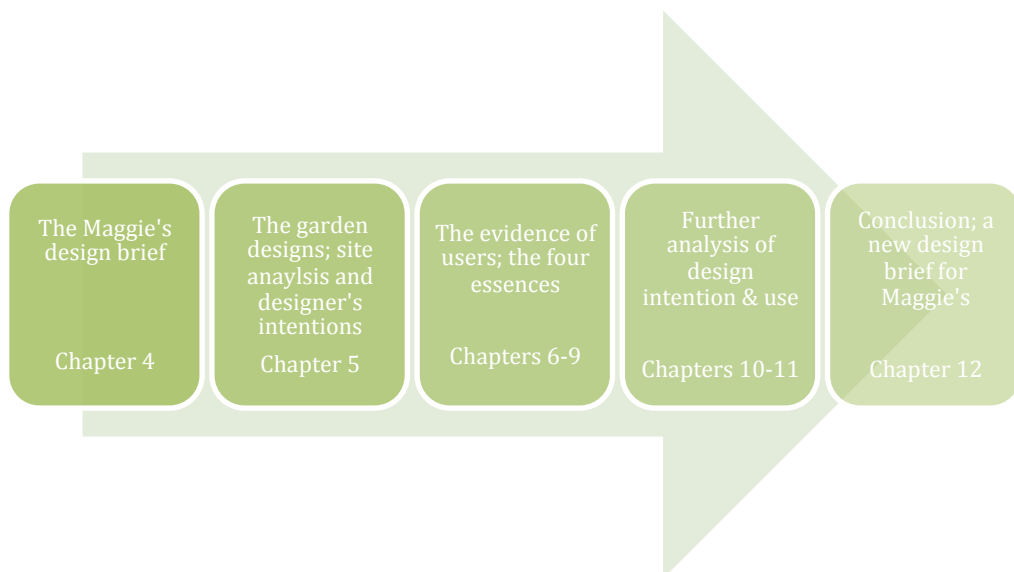 The Maggie's
design brief
Chapter 4
The garden
designs; site
anaylsis and
designer's
intentions
Chapter 5
The evidence of
users; the four
essences
Chapters 6-9
Further
analysis of
design
intention & use
Chapters 10-11
Conclusion; a
new design
brief for
Maggie's
Chapter 12